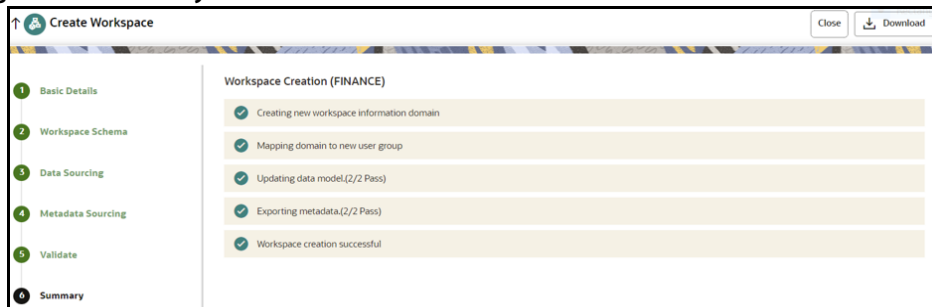 Create Workspace
Close
Download
1 Basic Details
2 Workspace Schema
3 Data Sourcing
4 Metadata Sourcing
5 Validate
6 Summary
Workspace Creation (FINANCE)
Creating new workspace information domain
Mapping domain to new user group
Updating data model.(2/2 Pass)
Exporting metadata.(2/2 Pass)
Workspace creation successful